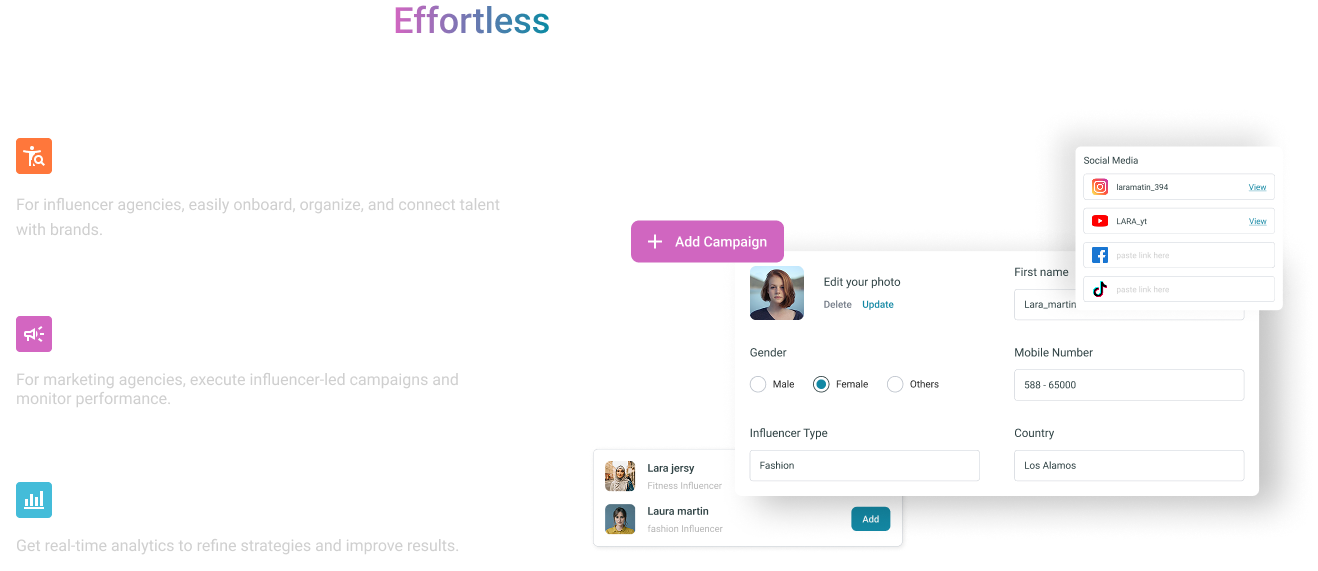 Effortless
For influencer agencies, easily onboard, organize, and connect talent
with brands.
For marketing agencies, execute influencer-led campaigns and
monitor performance.
Get real-time analytics to refine strategies and improve results.
Add Campaign
Social Media
laramatin_394 View
LARA_yt View
paste link here
paste link here
Edit your photo
Delete Update
First name
Lara_martin
Gender
Male Female Others
Mobile Number
588 - 65000
Influencer Type
Fashion
Country
Los Alamos
Lara jersy
Fitness Influencer
Laura martin
fashion Influencer
Add